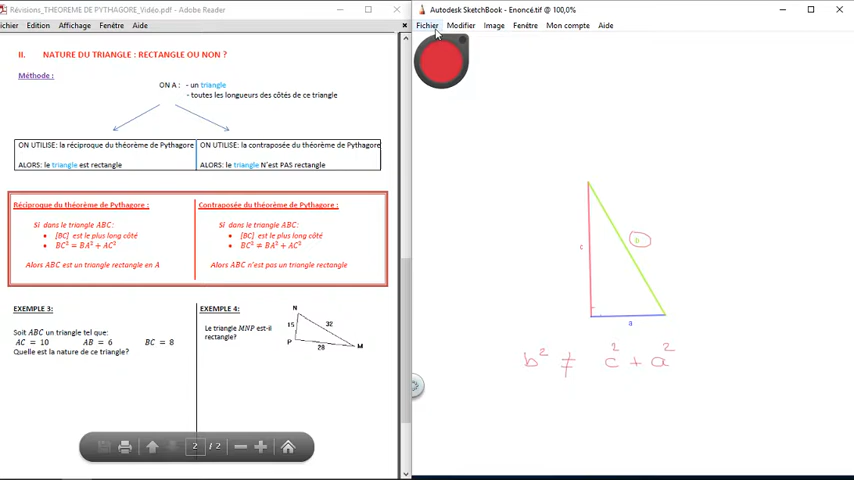 Révisions_THEOREME DE PYTHAGORE_Vidéo.pdf - Adobe Reader
ichier Edition Affichage Fenêtre Aide
II. NATURE DU TRIANGLE : RECTANGLE OU NON ?
Méthode :
ON A : - un triangle
- toutes les longueurs des côtés de ce triangle
ON UTILISE: la réciproque du théorème de Pythagore
ALORS: le triangle est rectangle
ON UTILISE: la contraposée du théorème de Pythagore
ALORS: le triangle N'est PAS rectangle
Réciproque du théorème de Pythagore :
Si dans le triangle ABC:
• [BC] est le plus long côté
• BC² = BA² + AC²
Alors ABC est un triangle rectangle en A
Contraposée du théorème de Pythagore :
Si dans le triangle ABC:
• [BC] est le plus long côté
• BC² ≠ BA² + AC²
Alors ABC n'est pas un triangle rectangle
EXEMPLE 3:
Soit ABC un triangle tel que:
AC = 10 AB = 6 BC = 8
Quelle est la nature de ce triangle?
EXEMPLE 4:
Le triangle MNP est-il
rectangle?
N
15
32
P
28
M
2 / 2
Autodesk SketchBook - Enoncé.tif @ 100,0%
Fichier Modifier Image Fenêtre Mon compte Aide
c
b
a
b² ≠ c² + a²